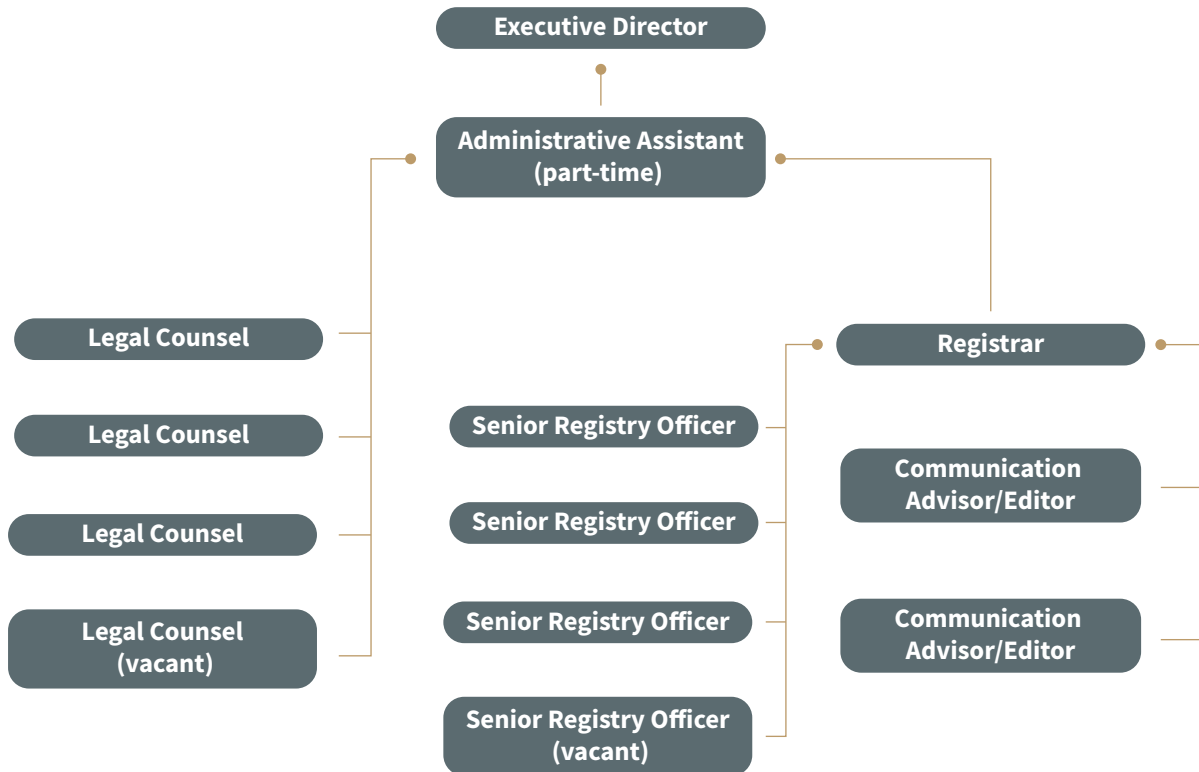 Executive Director
Administrative Assistant
(part-time)
Legal Counsel
Legal Counsel
Legal Counsel
Legal Counsel
(vacant)
Registrar
Senior Registry Officer
Senior Registry Officer
Senior Registry Officer
Senior Registry Officer
(vacant)
Communication
Advisor/Editor
Communication
Advisor/Editor